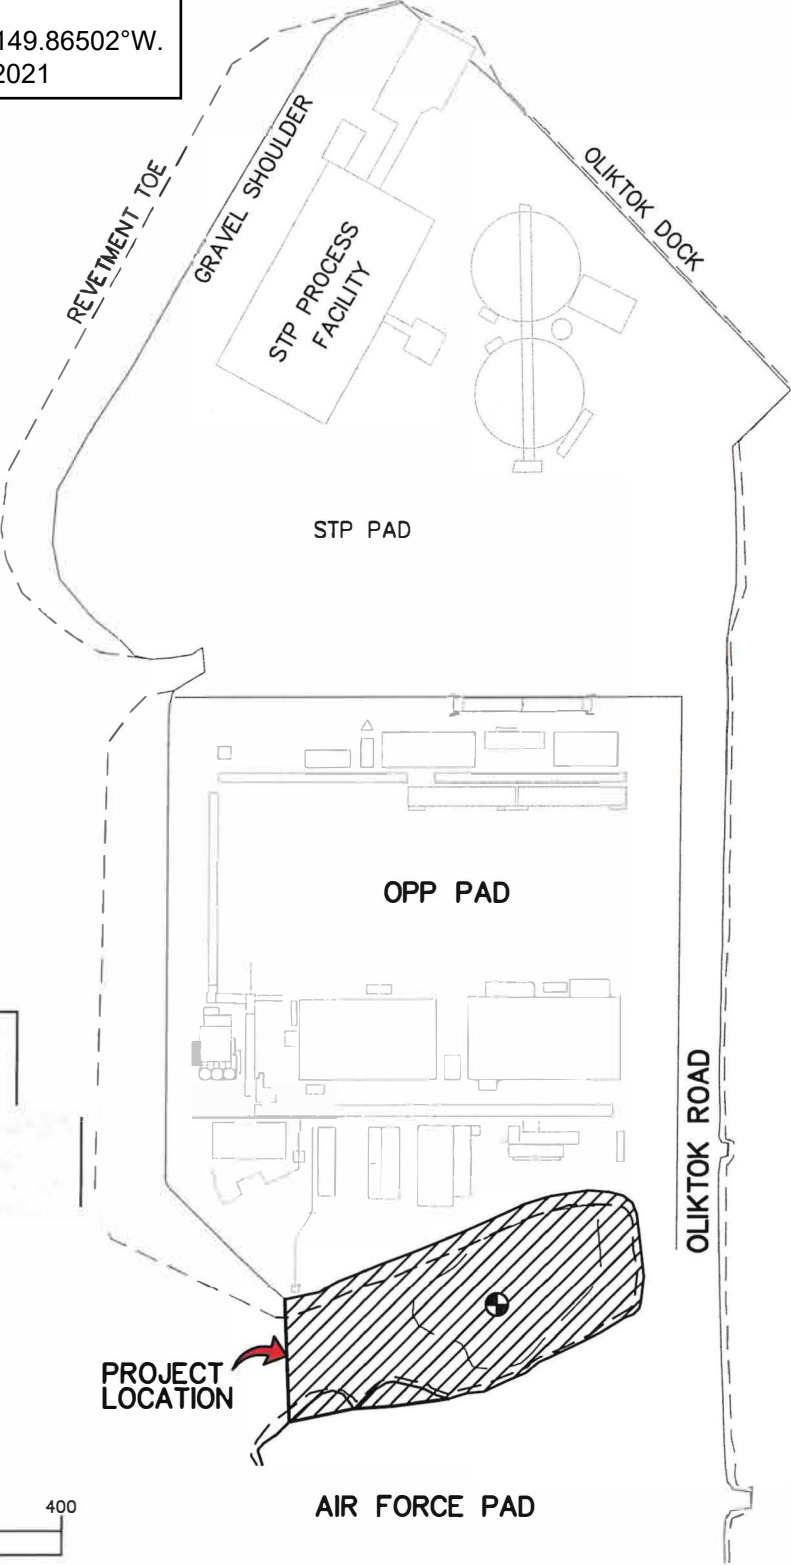 149.86502°W.
2021
OLIKTOK DOCK
GRAVEL SHOULDER
REVETMENT TOE
STP PROCESS
FACILITY
STP PAD
OPP PAD
OLIKTOK ROAD
PROJECT
LOCATION
400
AIR FORCE PAD